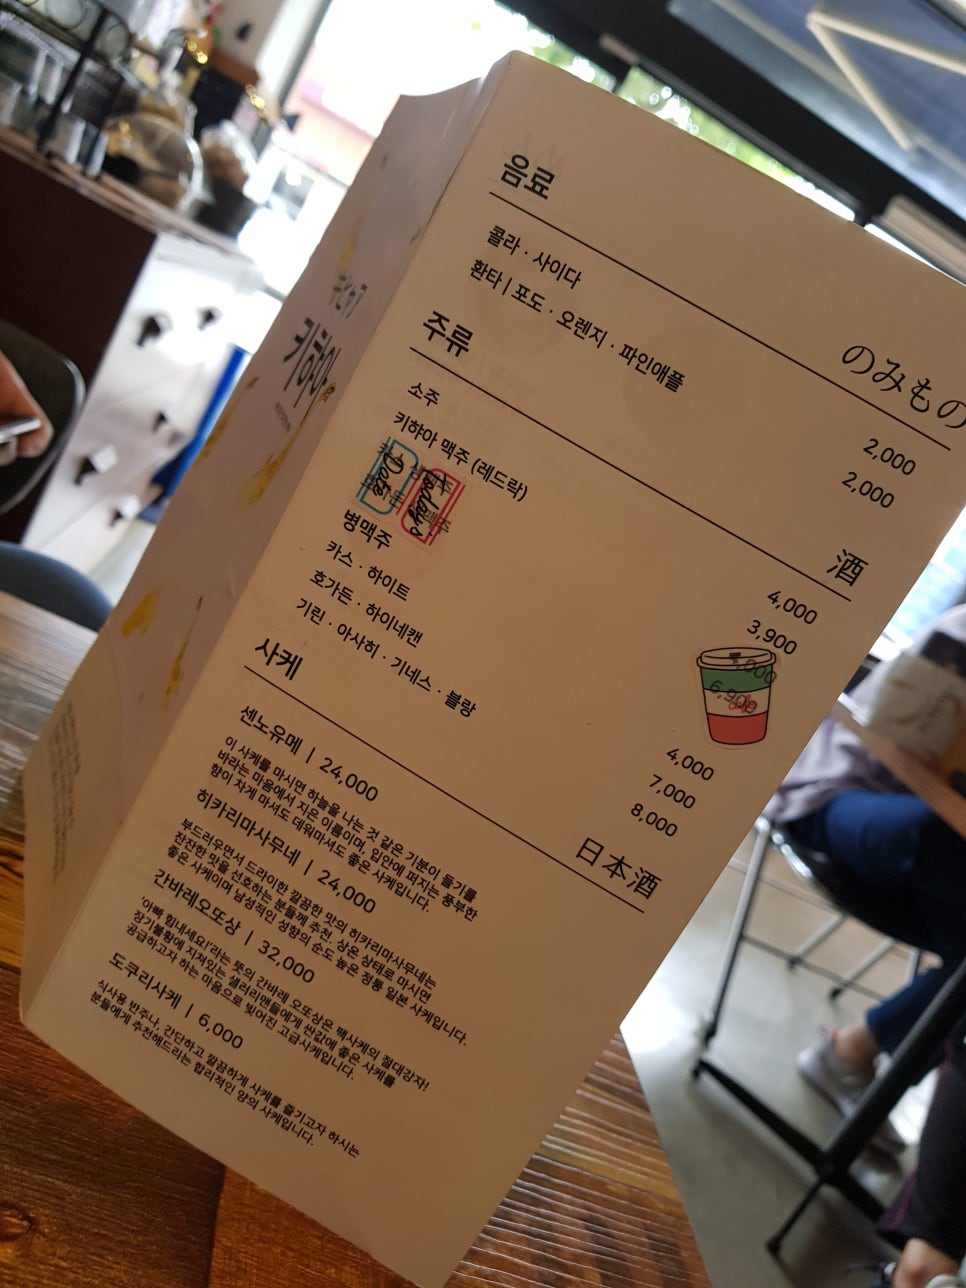 음료
のみもの
콜라 · 사이다
2,000
환타 | 포도 · 오렌지 · 파인애플
2,000
주류
酒
소주
4,000
키햐아 맥주 (레드락)
3,900
Today's
Date
cafe
병맥주
카스 · 하이트
4,000
호가든 · 하이네캔
7,000
기린 · 아사히 · 기네스 · 블랑
8,000
사케
日本酒
센노유메 | 24,000
이 사케를 마시면 하늘을 나는 것 같은 기분이 들기를
바라는 마음에서 지은 이름이며, 입안에 퍼지는 풍부한
향이 차게 마셔도 데워마셔도 좋은 사케입니다.
히카리마사무네 | 24,000
부드러우면서 드라이한 깔끔한 맛의 히카리마사무네는
잔잔한 맛을 선호하는 분들께 추천. 상온 상태로 마시면
좋은 사케이며 남성적인 성향의 순도 높은 정통 일본 사케입니다.
간바레오또상 | 32,000
'아빠 힘내세요!'라는 뜻의 간바레 오또상은 팩사케의 절대강자!
장기불황에 지쳐있는 샐러리맨들에게 싼값에 좋은 사케를
공급하고자 하는 마음으로 빚어진 고급사케입니다.
도쿠리사케 | 6,000
식사용 반주나, 간단하고 깔끔하게 사케를 즐기고자 하시는
분들에게 추천해드리는 합리적인 양의 사케입니다.
키햐아